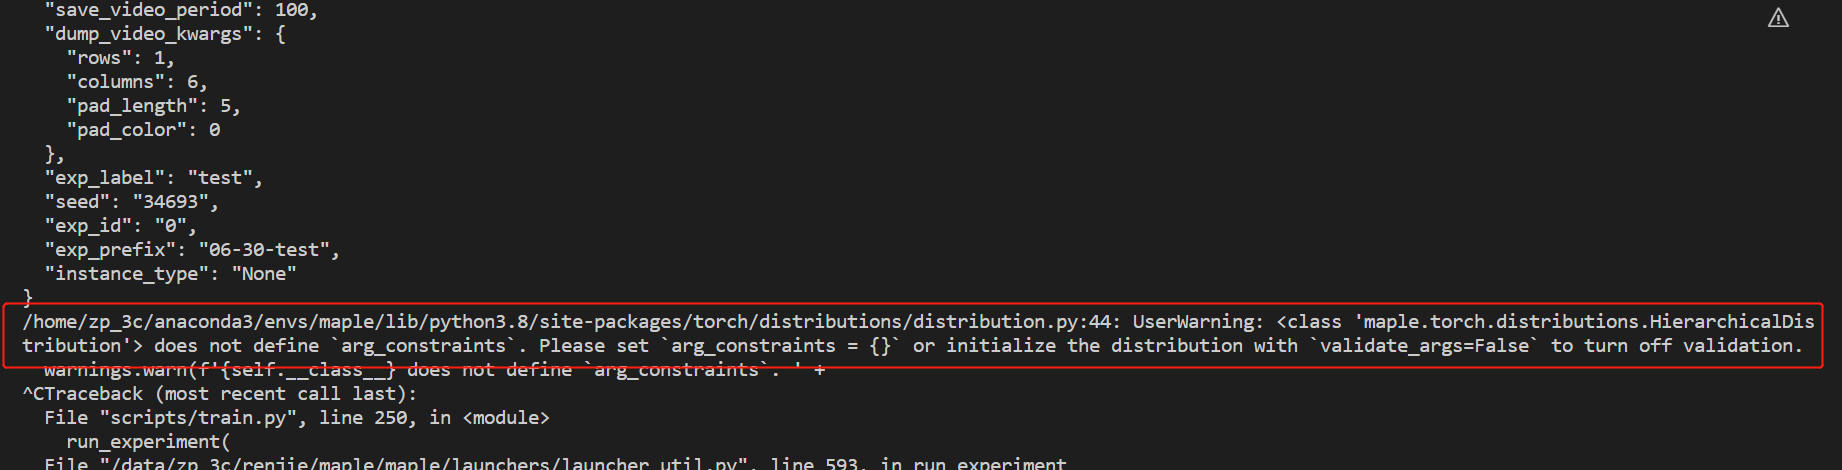 "save_video_period": 100,
"dump_video_kwargs": {
"rows": 1,
"columns": 6,
"pad_length": 5,
"pad_color": 0
},
"exp_label": "test",
"seed": "34693",
"exp_id": "0",
"exp_prefix": "06-30-test",
"instance_type": "None"
}
/home/zp_3c/anaconda3/envs/maple/lib/python3.8/site-packages/torch/distributions/distribution.py:44: UserWarning: <class 'maple.torch.distributions.HierarchicalDis
tribution'> does not define `arg_constraints`. Please set `arg_constraints = {}` or initialize the distribution with `validate_args=False` to turn off validation.
warnings.warn(f'{self.__class__} does not define `arg_constraints`. ' +
^CTraceback (most recent call last):
File "scripts/train.py", line 250, in <module>
run_experiment(
File "/data/zp_3c/renjie/maple/maple/launchers/launcher_util.py", line 593, in run_experiment